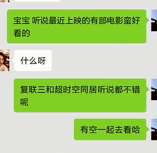 宝宝 听说最近上映的有部电影蛮好
看的
什么呀
复联三和超时空同居听说都不错
呢
有空一起去看哈